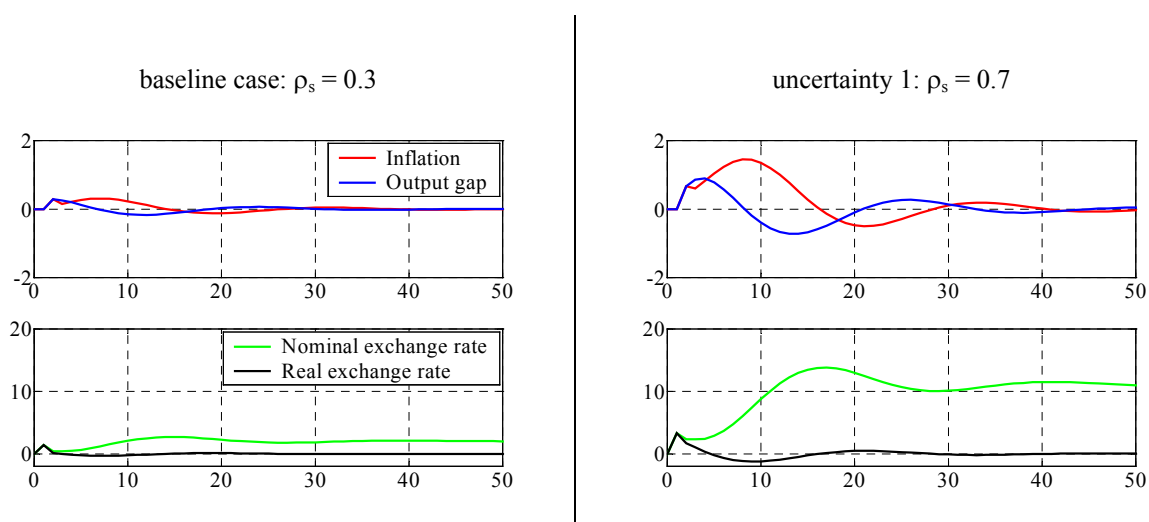 baseline case: ρs = 0.3
uncertainty 1: ρs = 0.7
2
0
-2
0 10 20 30 40 50
Inflation
Output gap
2
0
-2
0 10 20 30 40 50
20
10
0
0 10 20 30 40 50
Nominal exchange rate
Real exchange rate
20
10
0
0 10 20 30 40 50